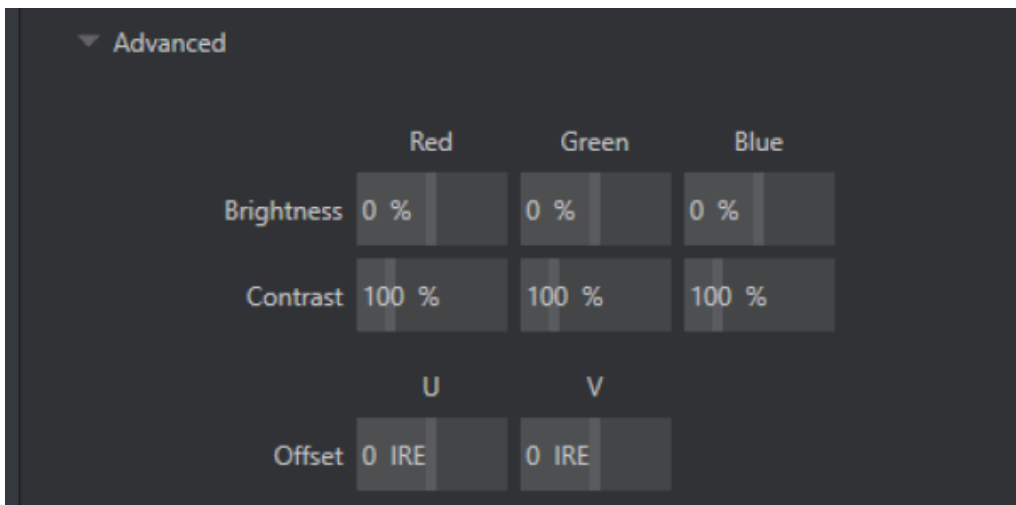 Advanced
Red Green Blue
Brightness 0 % 0 % 0 %
Contrast 100 % 100 % 100 %
U V
Offset 0 IRE 0 IRE